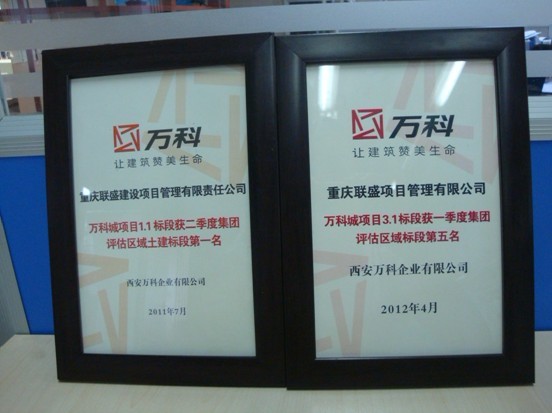 万科
让建筑赞美生命
重庆联盛建设项目管理有限责任公司
万科城项目1.1标段获二季度集团
评估区域土建标段第一名
西安万科企业有限公司
2011年7月
万科
让建筑赞美生命
重庆联盛项目管理有限公司
万科城项目3.1标段获一季度集团
评估区域标段第五名
西安万科企业有限公司
2012年4月